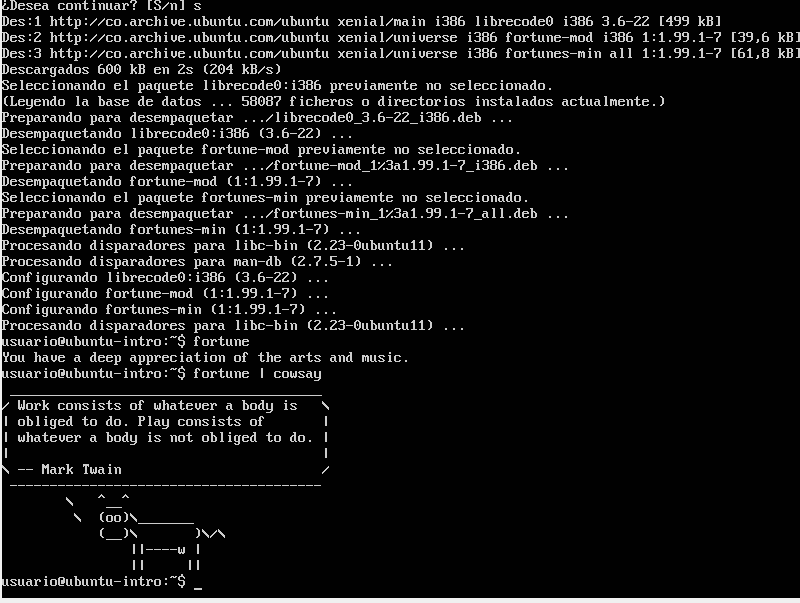 ¿Desea continuar? [S/n] s
Des:1 http://co.archive.ubuntu.com/ubuntu xenial/main i386 librecode0 i386 3.6-22 [499 kB]
Des:2 http://co.archive.ubuntu.com/ubuntu xenial/universe i386 fortune-mod i386 1:1.99.1-7 [39,6 kB]
Des:3 http://co.archive.ubuntu.com/ubuntu xenial/universe i386 fortunes-min all 1:1.99.1-7 [61,8 kB]
Descargados 600 kB en 2s (204 kB/s)
Seleccionando el paquete librecode0:i386 previamente no seleccionado.
(Leyendo la base de datos ... 58087 ficheros o directorios instalados actualmente.)
Preparando para desempaquetar .../librecode0_3.6-22_i386.deb ...
Desempaquetando librecode0:i386 (3.6-22) ...
Seleccionando el paquete fortune-mod previamente no seleccionado.
Preparando para desempaquetar .../fortune-mod_1%3a1.99.1-7_i386.deb ...
Desempaquetando fortune-mod (1:1.99.1-7) ...
Seleccionando el paquete fortunes-min previamente no seleccionado.
Preparando para desempaquetar .../fortunes-min_1%3a1.99.1-7_all.deb ...
Desempaquetando fortunes-min (1:1.99.1-7) ...
Procesando disparadores para libc-bin (2.23-0ubuntu11) ...
Procesando disparadores para man-db (2.7.5-1) ...
Configurando librecode0:i386 (3.6-22) ...
Configurando fortune-mod (1:1.99.1-7) ...
Configurando fortunes-min (1:1.99.1-7) ...
Procesando disparadores para libc-bin (2.23-0ubuntu11) ...
usuario@ubuntu-intro:~$ fortune
You have a deep appreciation of the arts and music.
usuario@ubuntu-intro:~$ fortune | cowsay
 _______________________________________
/ Work consists of whatever a body is   \
| obliged to do. Play consists of       |
| whatever a body is not obliged to do. |
|                                       |
\ -- Mark Twain                         /
 ---------------------------------------
        \   ^__^
         \  (oo)\_______
            (__)\       )\/\
                ||----w |
                ||     ||
usuario@ubuntu-intro:~$ _